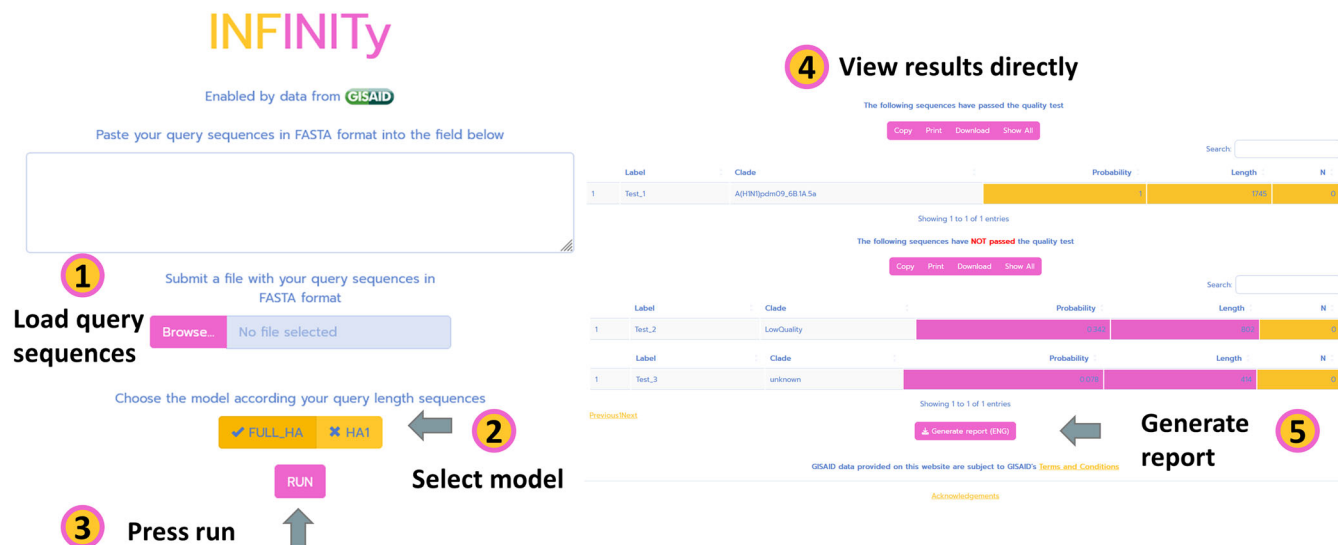 INFINITy
Enabled by data from GISAID
Paste your query sequences in FASTA format into the field below
1
Load query
sequences
Submit a file with your query sequences in
FASTA format
Browse... No file selected
Choose the model according your query length sequences
✔ FULL_HA ✖ HA1
2
Select model
RUN
3 Press run
4 View results directly
The following sequences have passed the quality test
Copy Print Download Show All
Search:
Label Clade Probability Length N
1 Test_1 A(H1N1)pdm09_6B.1A.5a 1 1745 0
Showing 1 to 1 of 1 entries
The following sequences have NOT passed the quality test
Copy Print Download Show All
Search:
Label Clade Probability Length N
1 Test_2 LowQuality 0.342 0
Label Clade Probability Length N
1 Test_3 unknown 0.078 414 0
Showing 1 to 1 of 1 entries
Previous1Next
Generate report (ENG)
Generate
report
5
GISAID data provided on this website are subject to GISAID's Terms and Conditions
Acknowledgements